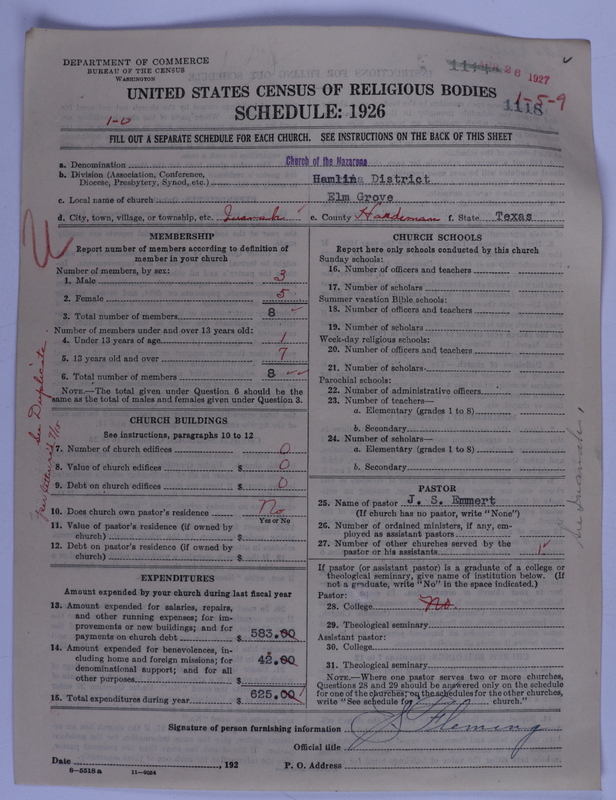 DEPARTMENT OF COMMERCE
BUREAU OF THE CENSUS
WASHINGTON
26 1927
1-5-9
1118
UNITED STATES CENSUS OF RELIGIOUS BODIES
SCHEDULE: 1926
1-0
FILL OUT A SEPARATE SCHEDULE FOR EACH CHURCH. SEE INSTRUCTIONS ON THE BACK OF THIS SHEET
a. Denomination Church of the Nazarene
b. Division (Association, Conference,
Diocese, Presbytery, Synod, etc.) Hamlin District
c. Local name of church Elm Grove
d. City, town, village, or township, etc. Quanah e. County Hardeman f. State Texas
MEMBERSHIP
Report number of members according to definition of
member in your church
Number of members, by sex:
1. Male 3
2. Female 5
3. Total number of members 8
Number of members under and over 13 years old:
4. Under 13 years of age 1
5. 13 years old and over 7
6. Total number of members 8
NOTE.—The total given under Question 6 should be the
same as the total of males and females given under Question 3.
See Duplicate.
CHURCH BUILDINGS
See instructions, paragraphs 10 to 12
7. Number of church edifices 0
8. Value of church edifices $ 0
9. Debt on church edifices $ 0
10. Does church own pastor's residence No
Yes or No
11. Value of pastor's residence (if owned by
church) $
12. Debt on pastor's residence (if owned by
church) $
EXPENDITURES
Amount expended by your church during last fiscal year
13. Amount expended for salaries, repairs,
and other running expenses; for im-
provements or new buildings; and for
payments on church debt $ 583.00
14. Amount expended for benevolences, in-
cluding home and foreign missions; for
denominational support; and for all
other purposes $ 42.00
15. Total expenditures during year $ 625.00
CHURCH SCHOOLS
Report here only schools conducted by this church
Sunday schools:
16. Number of officers and teachers
17. Number of scholars
Summer vacation Bible schools:
18. Number of officers and teachers
19. Number of scholars
Week-day religious schools:
20. Number of officers and teachers
21. Number of scholars
Parochial schools:
22. Number of administrative officers
23. Number of teachers—
a. Elementary (grades 1 to 8)
b. Secondary
24. Number of scholars—
a. Elementary (grades 1 to 8)
b. Secondary
See Quanah,
PASTOR
25. Name of pastor J. S. Emmert
(If church has no pastor, write "None")
26. Number of ordained ministers, if any, em-
ployed as assistant pastors
27. Number of other churches served by the
pastor or his assistants 1
If pastor (or assistant pastor) is a graduate of a college or
theological seminary, give name of institution below. (If
not a graduate, write "No" in the space indicated.)
Pastor:
28. College No
29. Theological seminary
Assistant pastor:
30. College
31. Theological seminary
NOTE.—Where one pastor serves two or more churches,
Questions 28 and 29 should be answered only on the schedule
for one of the churches; on the schedules for the other churches,
write "See schedule for church."
Signature of person furnishing information Fleming
Official title
Date , 192 P. O. Address
8-5518 a 11-9024